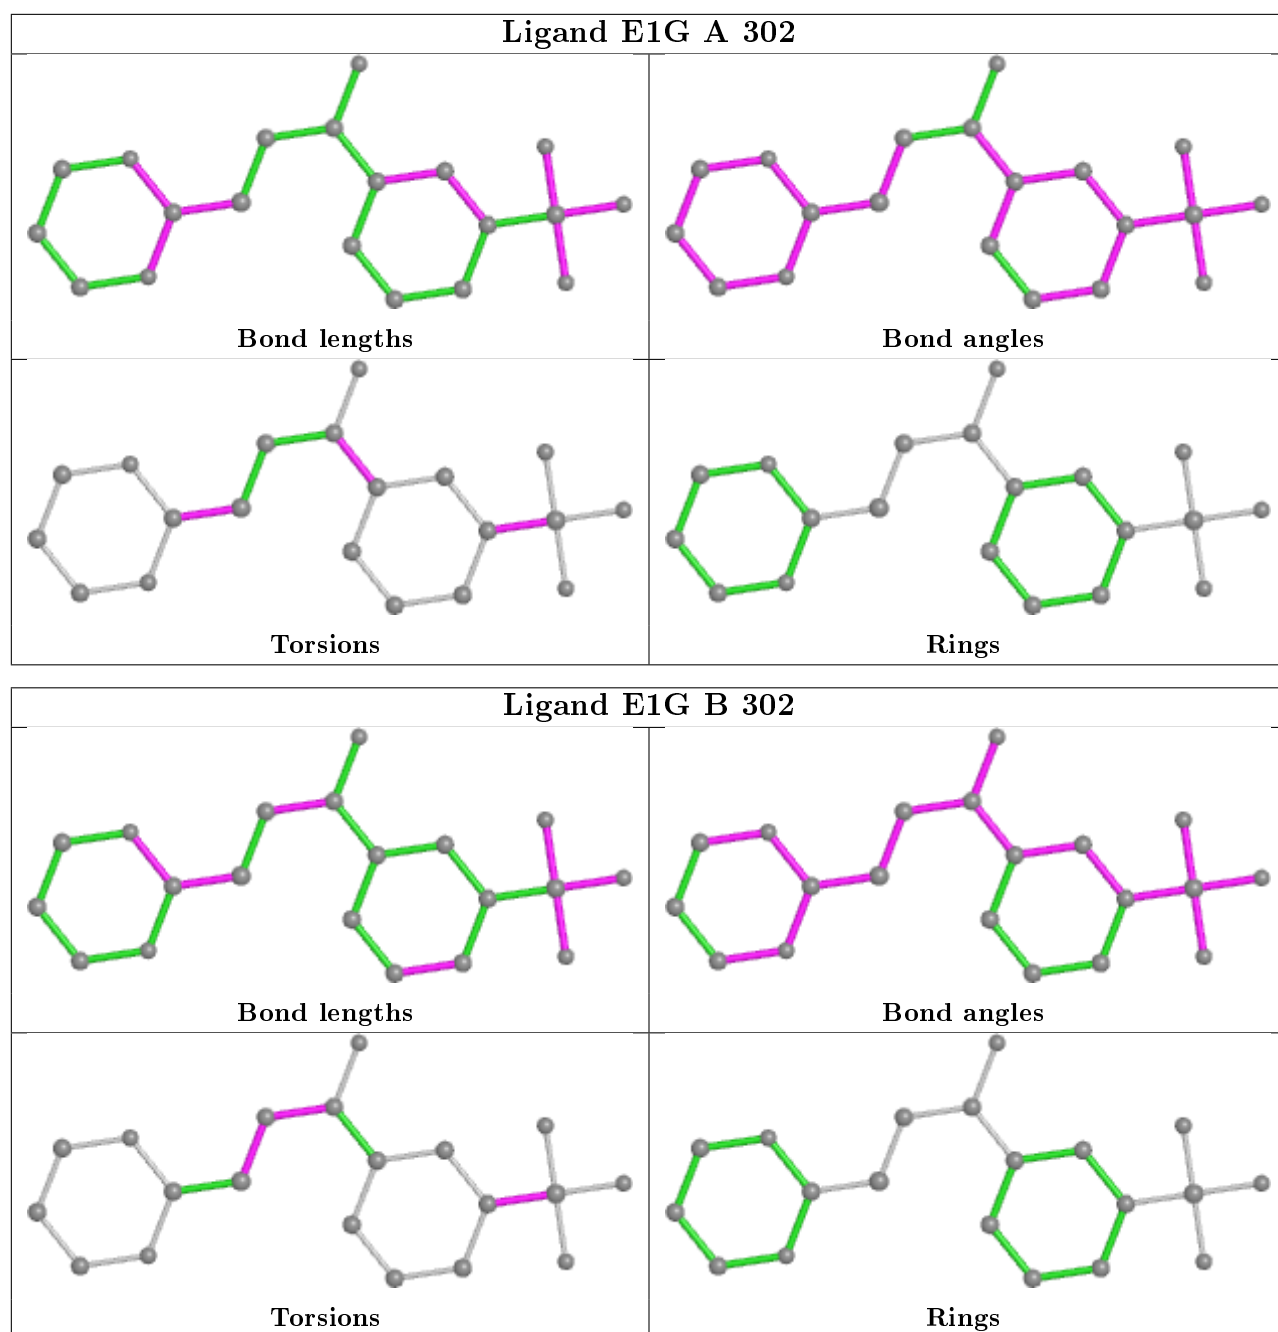 Ligand E1G A 302
Bond lengths
Bond angles
Torsions
Rings
Ligand E1G B 302
Bond lengths
Bond angles
Torsions
Rings